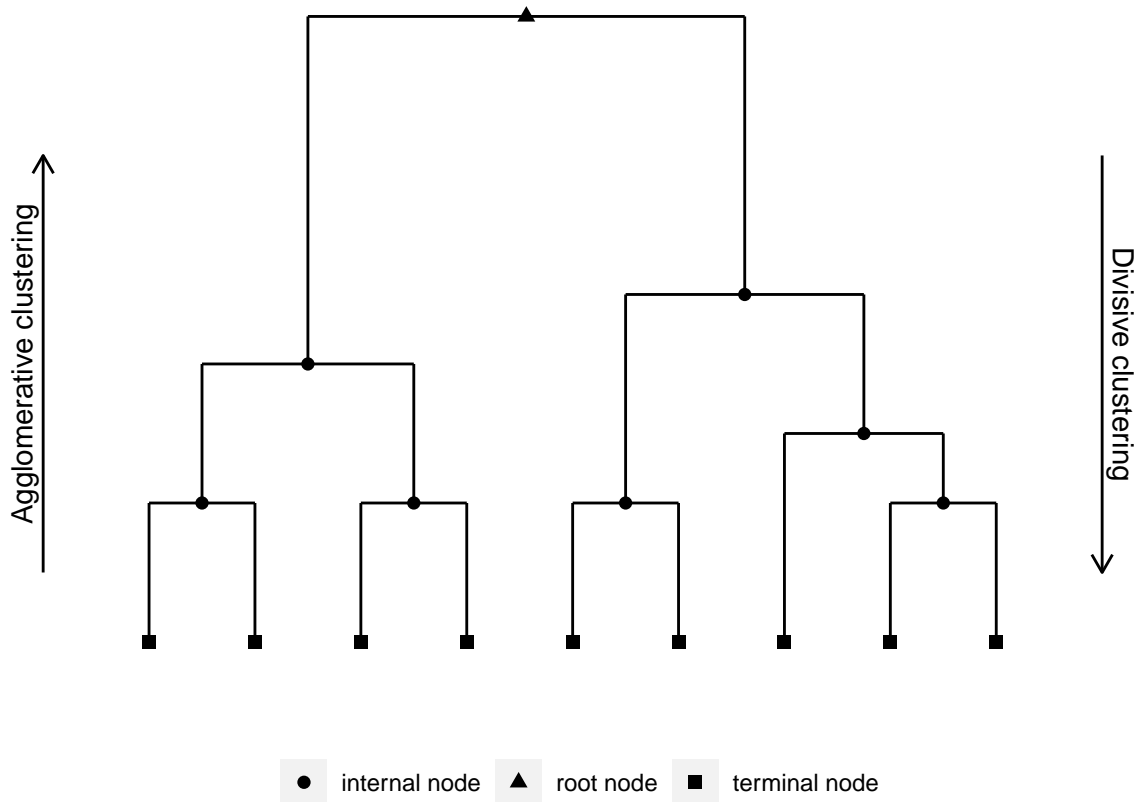 Agglomerative clustering
Divisive clustering
internal node root node terminal node